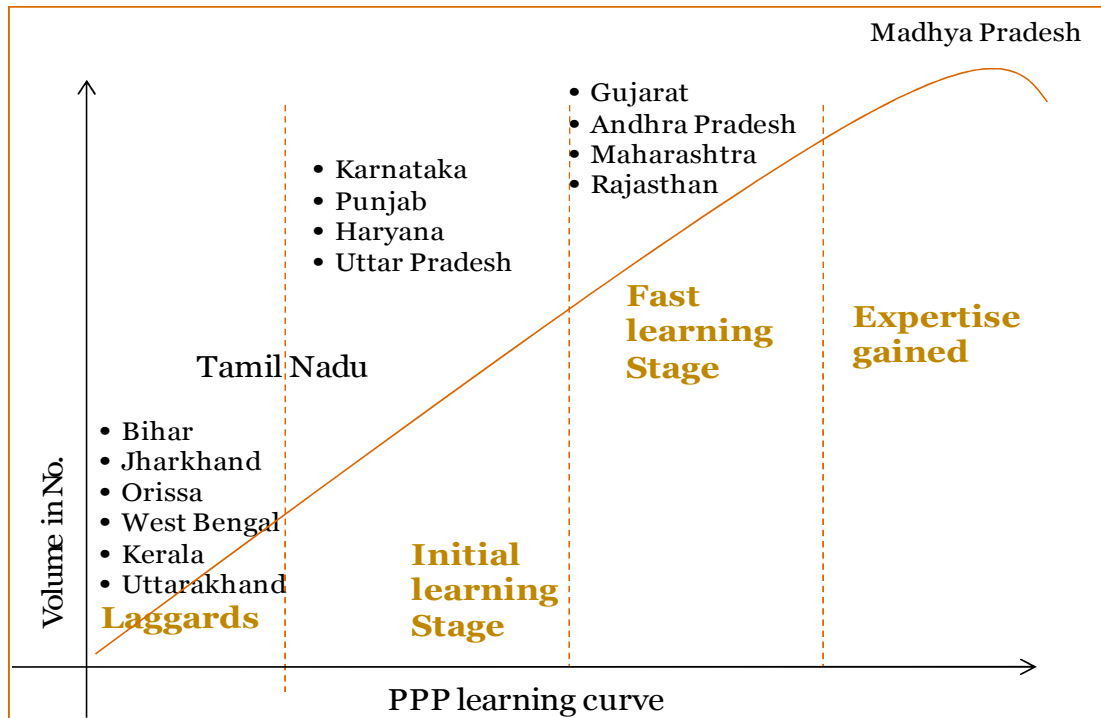 Madhya Pradesh
• Gujarat
• Andhra Pradesh
• Maharashtra
• Rajasthan
• Karnataka
• Punjab
• Haryana
• Uttar Pradesh
Fast
learning
Stage
Expertise
gained
Tamil Nadu
• Bihar
• Jharkhand
• Orissa
• West Bengal
• Kerala
• Uttarakhand
Laggards
Initial
learning
Stage
Volume in No.
PPP learning curve